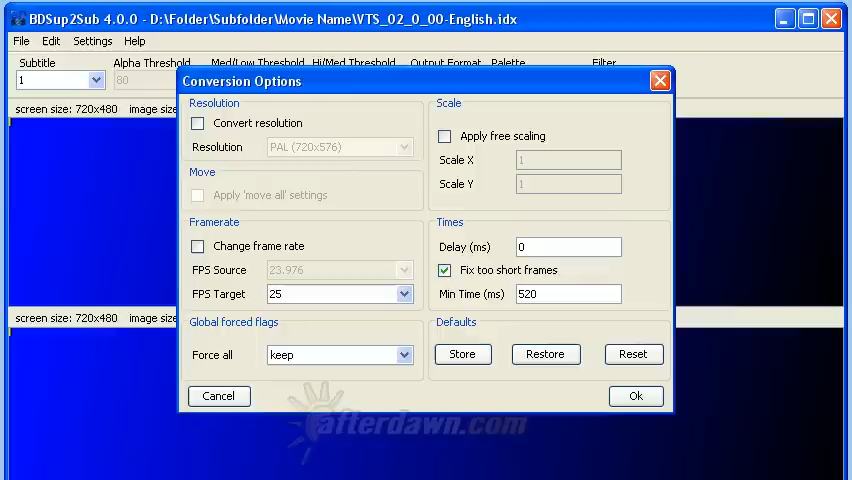 BDSup2Sub 4.0.0 - D:\Folder\Subfolder\Movie Name\VTS_02_0_00-English.idx
File Edit Settings Help
Subtitle Alpha Threshold Med/Low Threshold Hi/Med Threshold Output Format Palette Filter
1 80
Conversion Options
screen size: 720x480 image size
Resolution
Convert resolution
Resolution PAL (720x576)
Move
Apply 'move all' settings
Framerate
Change frame rate
FPS Source 23.976
FPS Target 25
Global forced flags
Force all keep
Cancel
Scale
Apply free scaling
Scale X 1
Scale Y 1
Times
Delay (ms) 0
Fix too short frames
Min Time (ms) 520
Defaults
Store Restore Reset
Ok
screen size: 720x480 image size
afterdawn.com